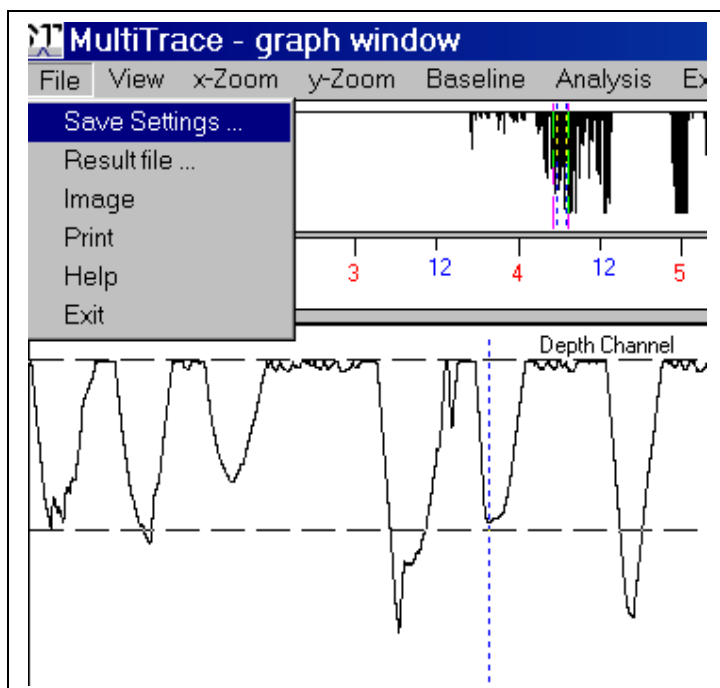 MultiTrace - graph window
File View x-Zoom y-Zoom Baseline Analysis Ex
Save Settings ...
Result file ...
Image
Print
Help
Exit
3 12 4 12 5
Depth Channel